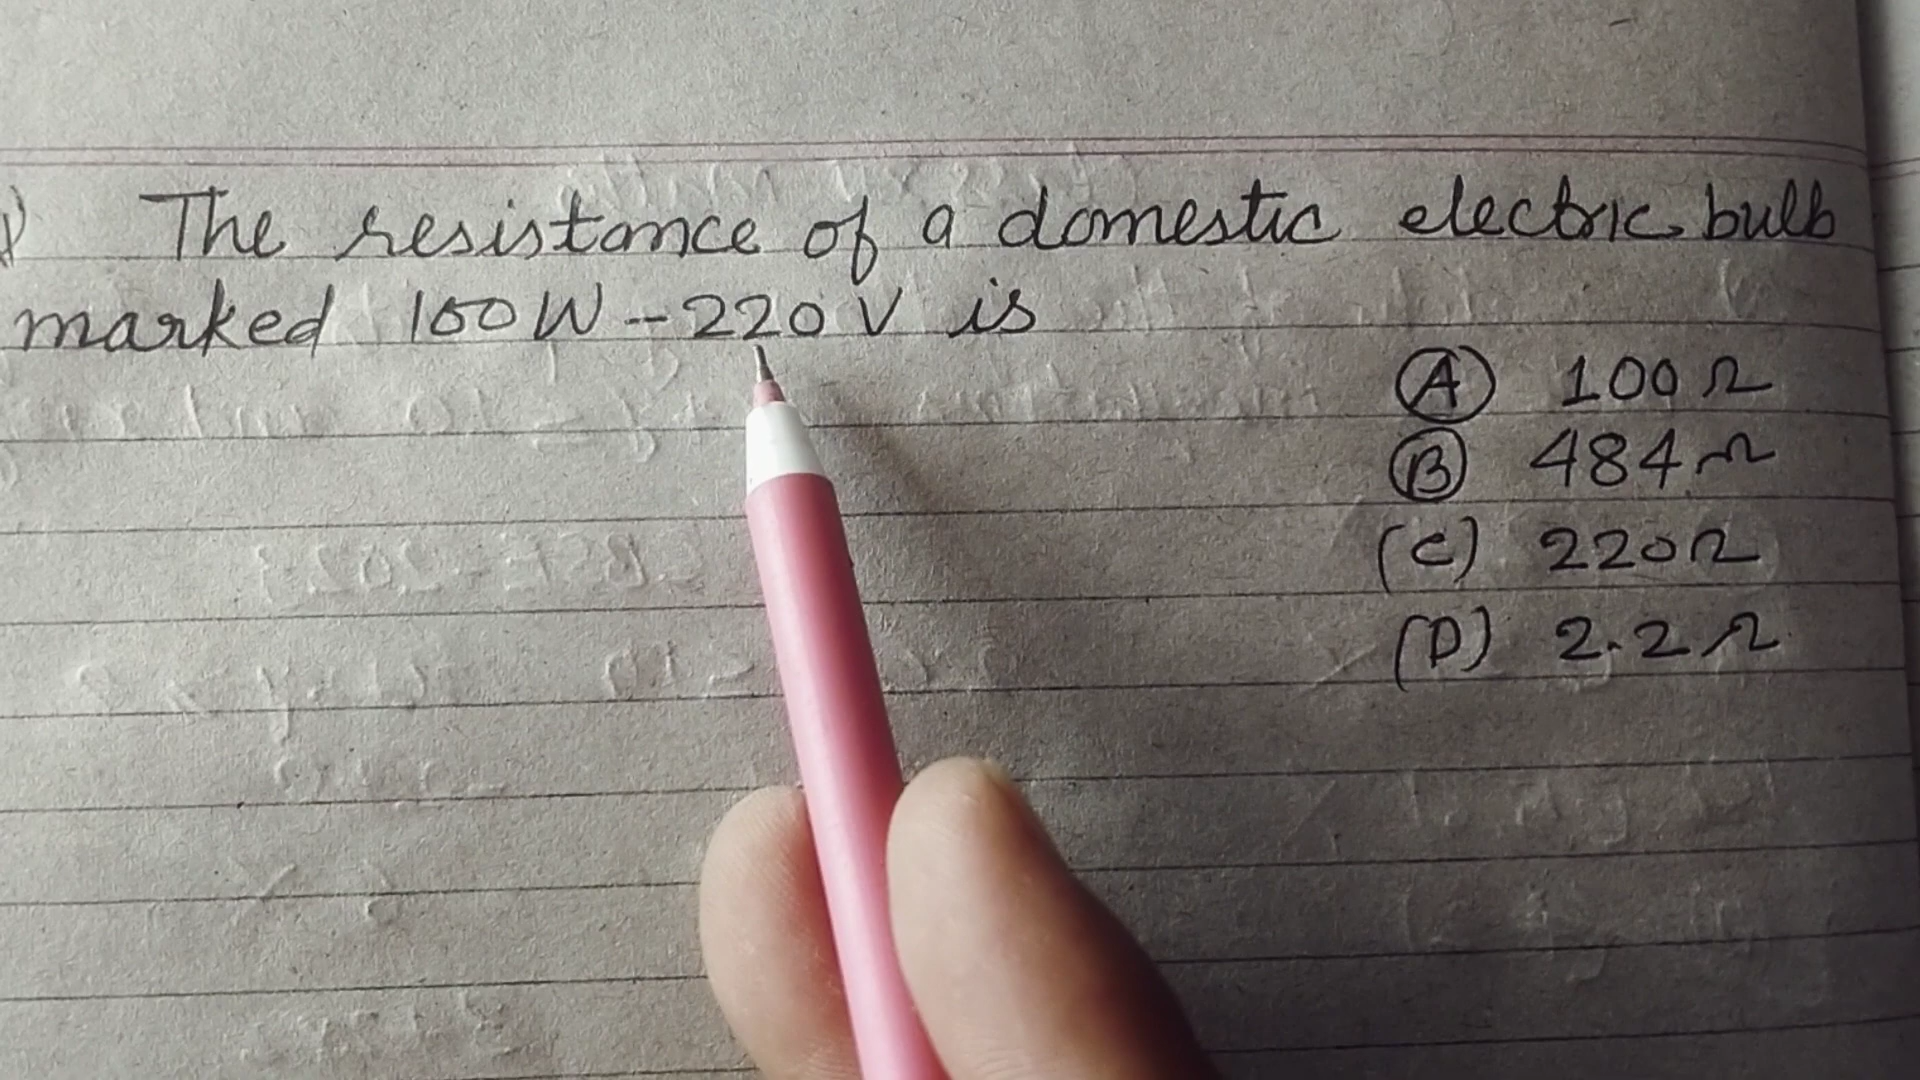 The resistance of a domestic electric bulb
marked 100W-220V is
(A) 100Ω
(B) 484Ω
(C) 220Ω
(D) 2.2Ω